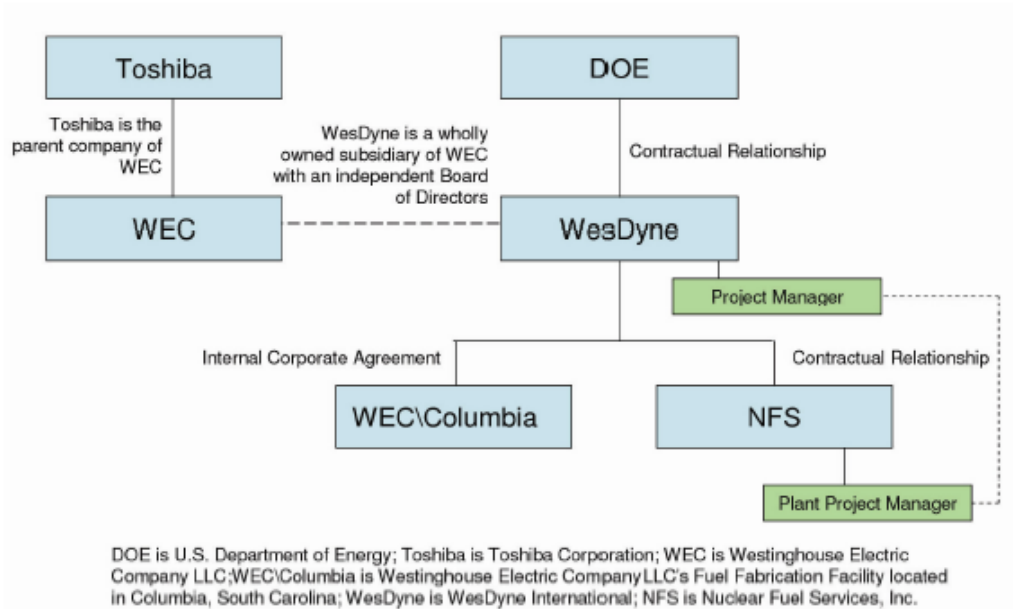 Toshiba
DOE
Toshiba is the
parent company of
WEC
WesDyne is a wholly
owned subsidiary of WEC
with an independent Board
of Directors
Contractual Relationship
WEC
WesDyne
Project Manager
Internal Corporate Agreement
Contractual Relationship
WEC\Columbia
NFS
Plant Project Manager
DOE is U.S. Department of Energy; Toshiba is Toshiba Corporation; WEC is Westinghouse Electric
Company LLC;WEC\Columbia is Westinghouse Electric CompanyLLC's Fuel Fabrication Facility located
in Columbia, South Carolina; WesDyne is WesDyne International; NFS is Nuclear Fuel Services, Inc.